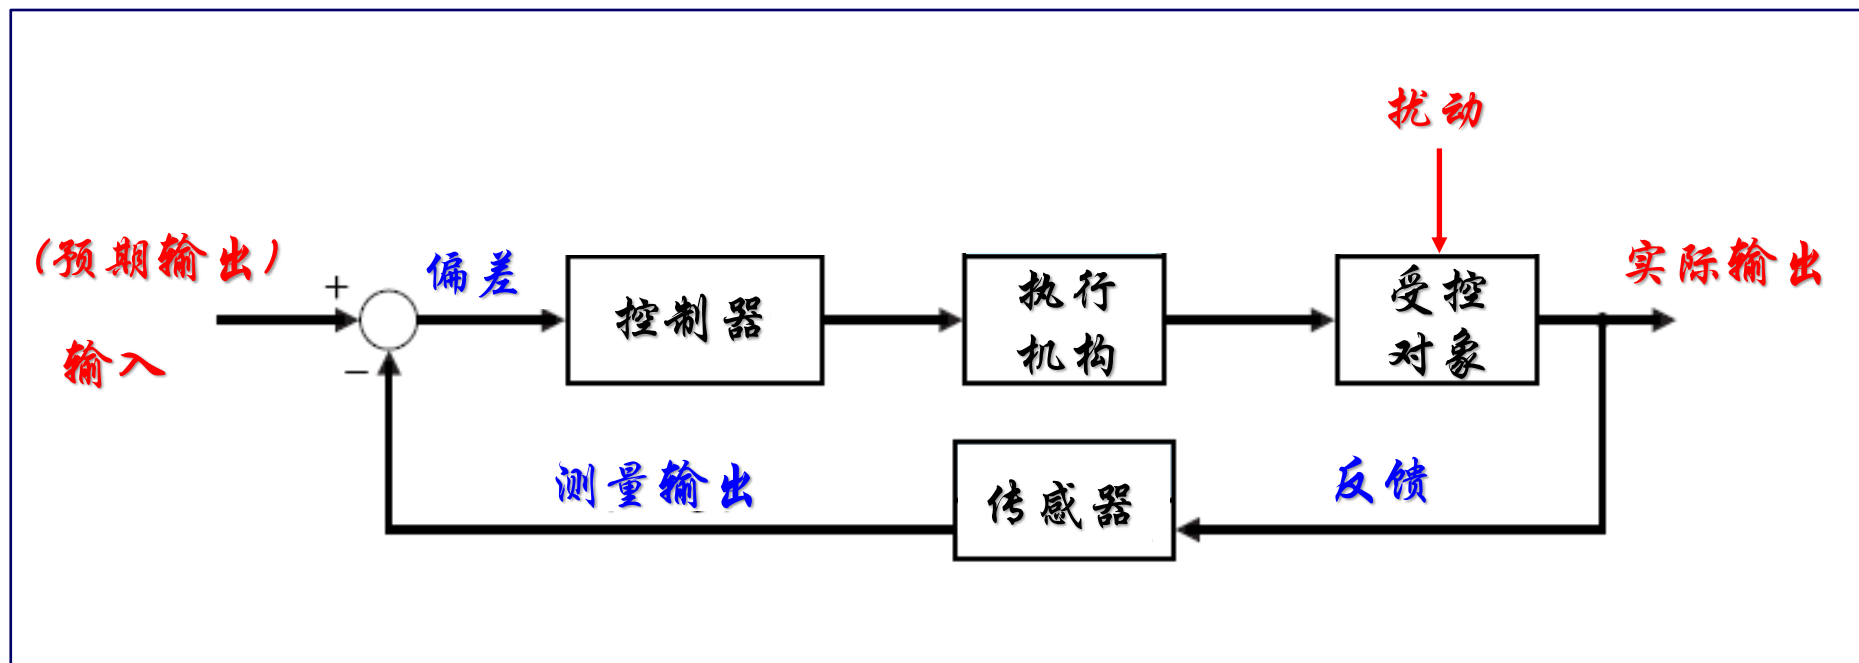 扰动
(预期输出)
输入
+
−
偏差
控制器
执行
机构
受控
对象
实际输出
测量输出
传感器
反馈